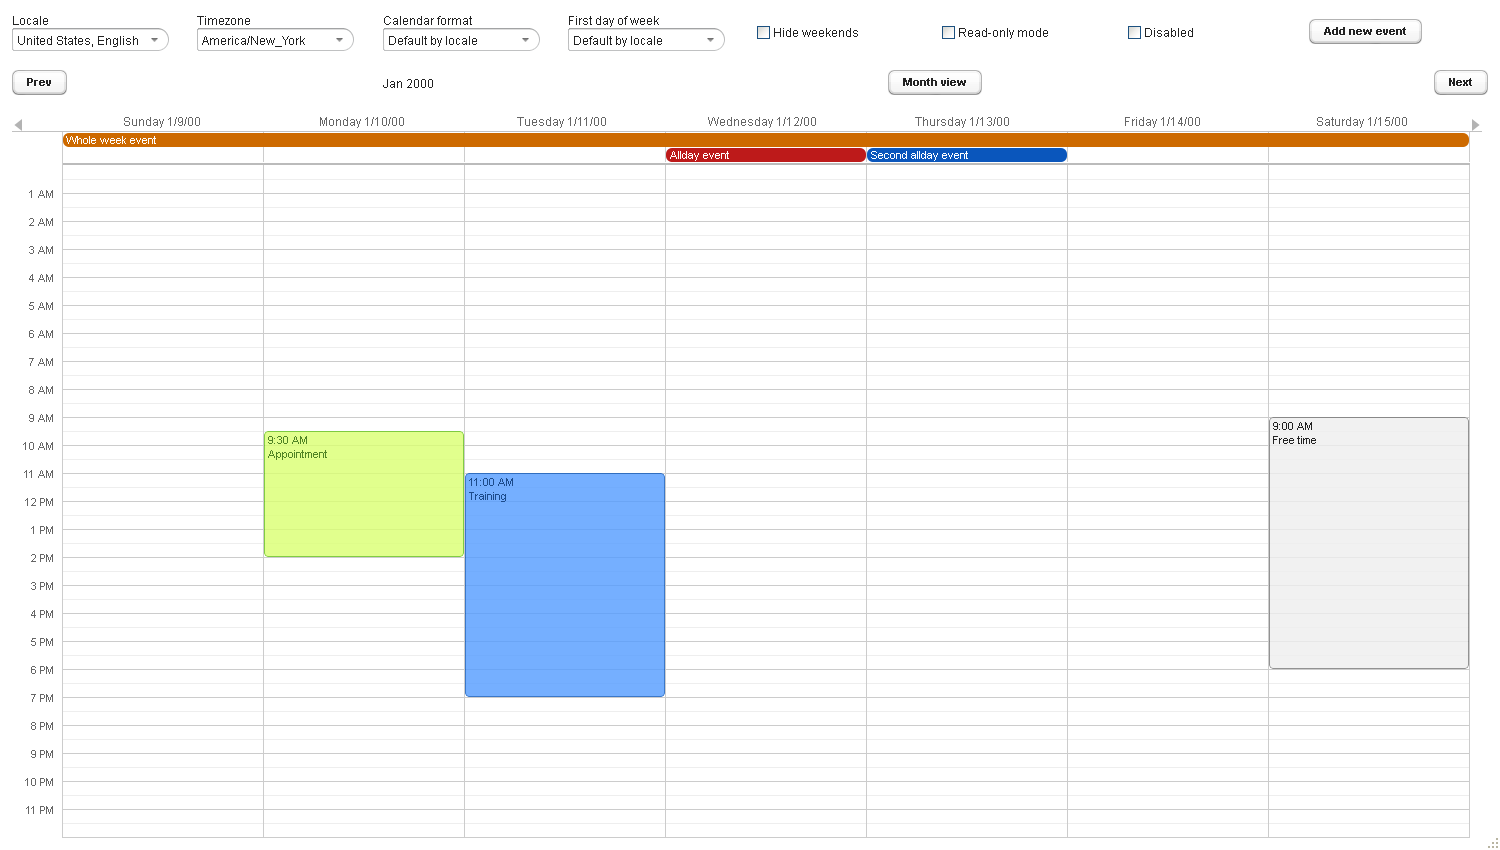 Locale Timezone Calendar format First day of week
United States, English America/New_York Default by locale Default by locale Hide weekends Read-only mode Disabled Add new event
Prev Jan 2000 Month view Next
Sunday 1/9/00 Monday 1/10/00 Tuesday 1/11/00 Wednesday 1/12/00 Thursday 1/13/00 Friday 1/14/00 Saturday 1/15/00
Whole week event
Allday event Second allday event
1 AM
2 AM
3 AM
4 AM
5 AM
6 AM
7 AM
8 AM
9 AM
9:00 AM
Free time
10 AM
9:30 AM
Appointment
11 AM
11:00 AM
Training
12 PM
1 PM
2 PM
3 PM
4 PM
5 PM
6 PM
7 PM
8 PM
9 PM
10 PM
11 PM